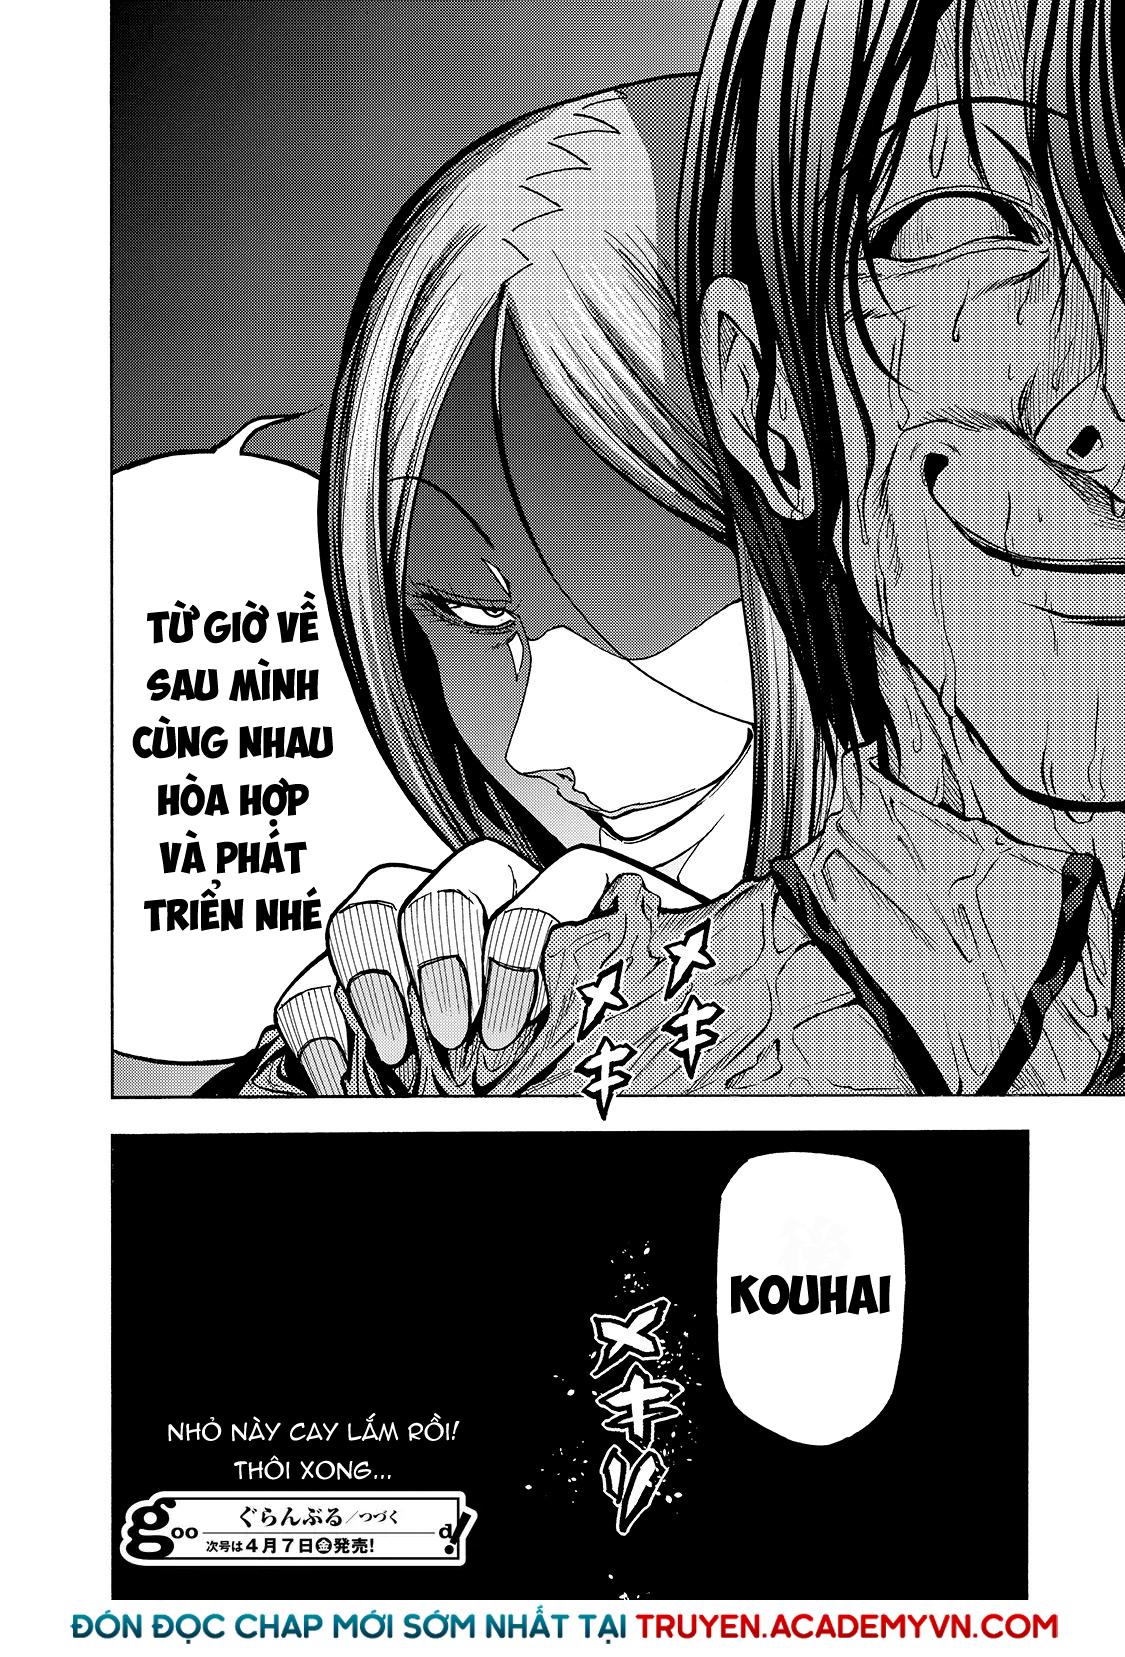 TỪ GIỜ VỀ
SAU MÌNH
CÙNG NHAU
HÒA HỢP
VÀ PHÁT
TRIỂN NHÉ
メキ
メキ
KOUHAI
メキッ
NHỎ NÀY CAY LẮM RỒI!
THÔI XONG...
goo d!
ぐらんぶる／つづく
次号は4月7日㊎発売!
ĐÓN ĐỌC CHAP MỚI SỚM NHẤT TẠI TRUYEN.ACADEMYVN.COM